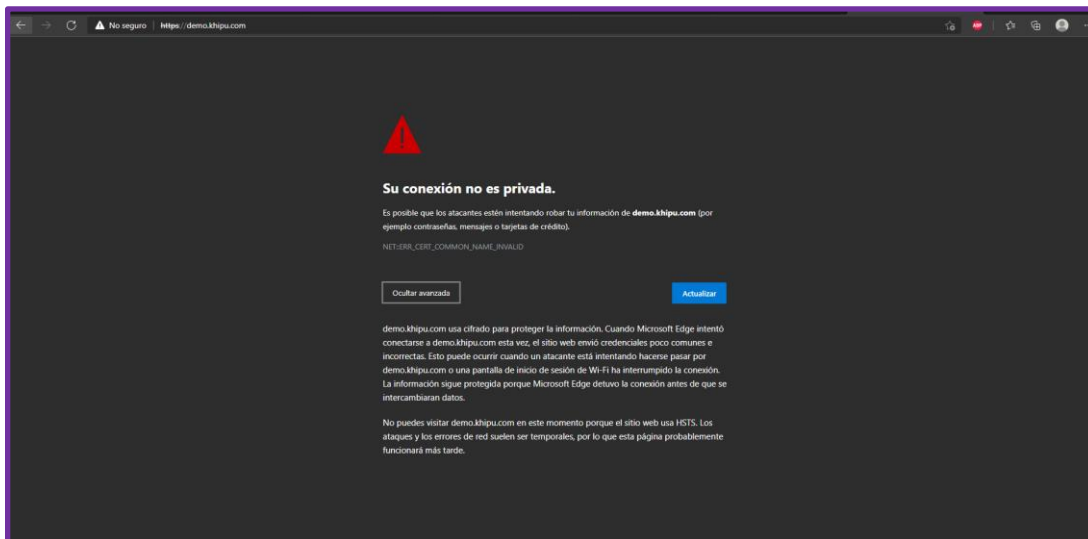 No seguro
https://demo.khipu.com
ABP
Su conexión no es privada.
Es posible que los atacantes estén intentando robar tu información de demo.khipu.com (por
ejemplo contraseñas, mensajes o tarjetas de crédito).
NET::ERR_CERT_COMMON_NAME_INVALID
Ocultar avanzada
Actualizar
demo.khipu.com usa cifrado para proteger la información. Cuando Microsoft Edge intentó
conectarse a demo.khipu.com esta vez, el sitio web envió credenciales poco comunes e
incorrectas. Esto puede ocurrir cuando un atacante está intentando hacerse pasar por
demo.khipu.com o una pantalla de inicio de sesión de Wi-Fi ha interrumpido la conexión.
La información sigue protegida porque Microsoft Edge detuvo la conexión antes de que se
intercambiaran datos.
No puedes visitar demo.khipu.com en este momento porque el sitio web usa HSTS. Los
ataques y los errores de red suelen ser temporales, por lo que esta página probablemente
funcionará más tarde.